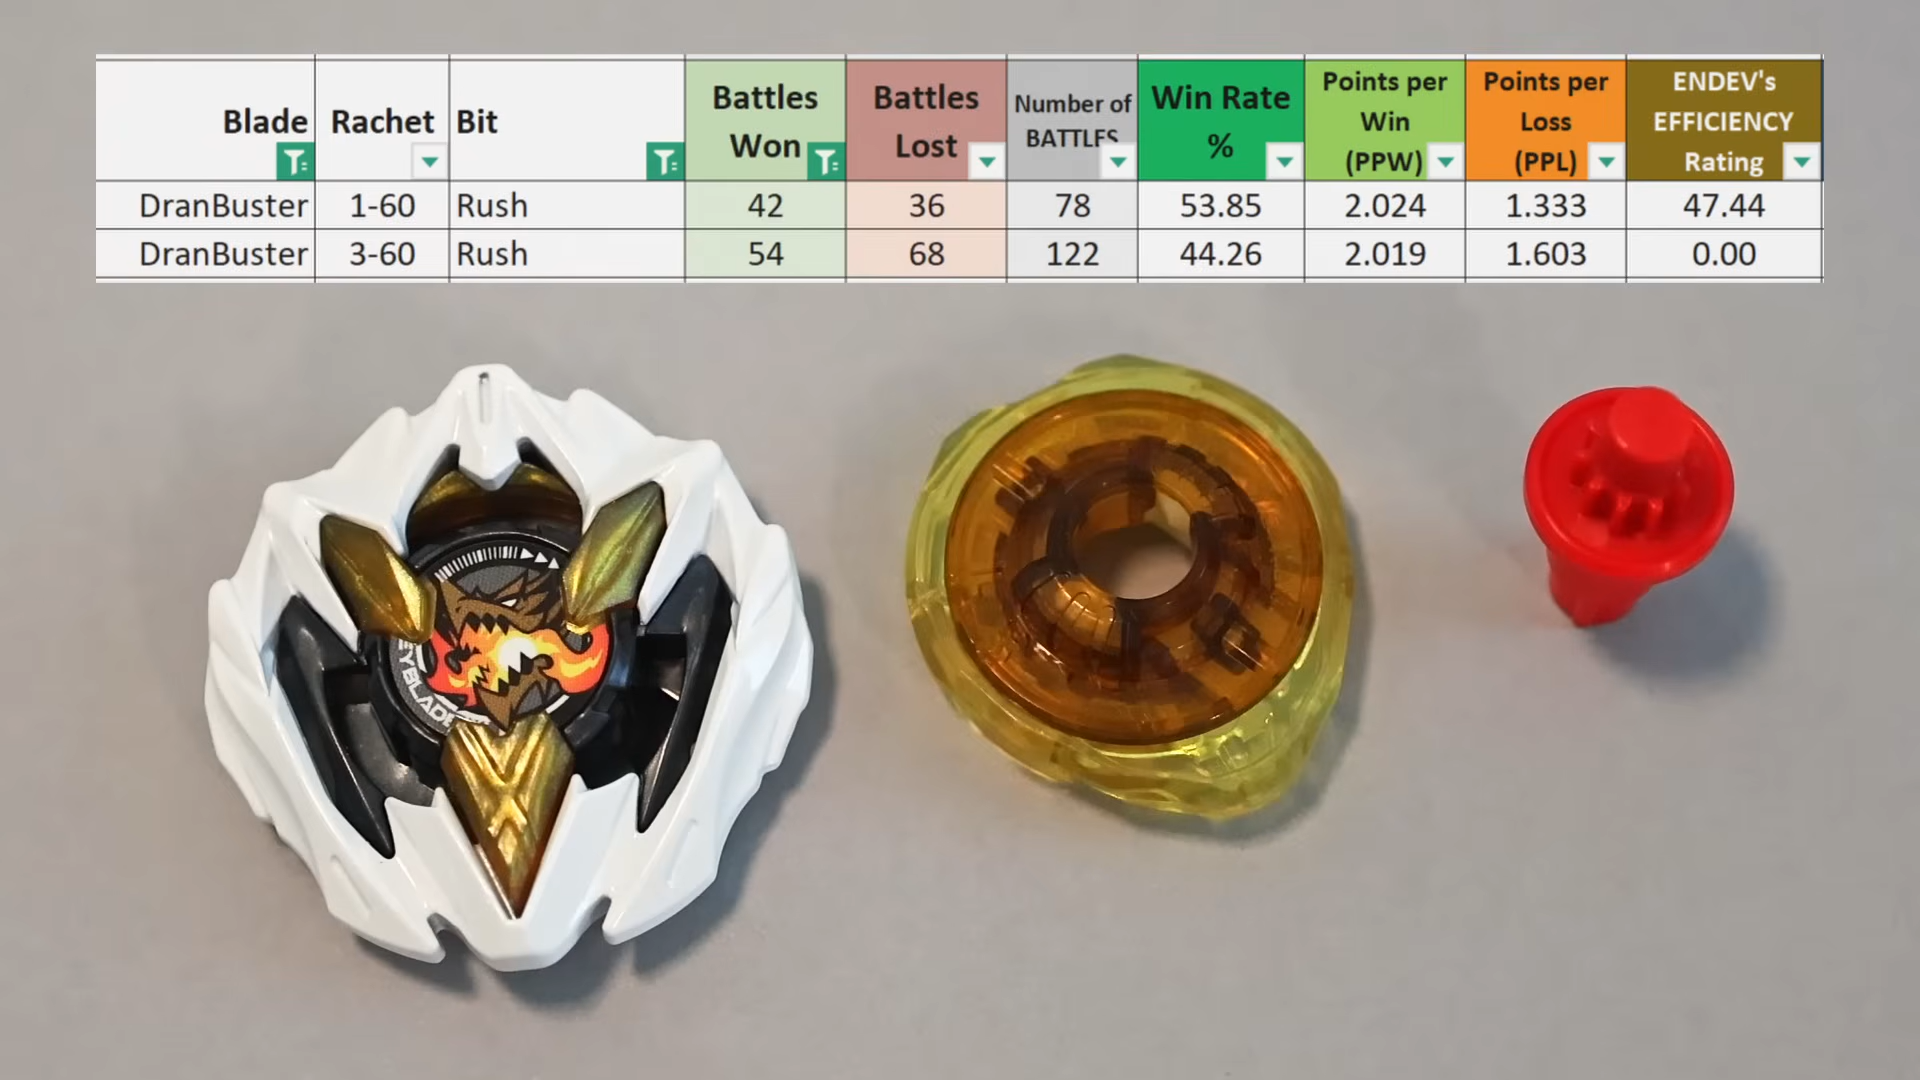 Blade Rachet Bit Battles Won Battles Lost Number of BATTLES Win Rate % Points per Win (PPW) Points per Loss (PPL) ENDEV's EFFICIENCY Rating
DranBuster 1-60 Rush 42 36 78 53.85 2.024 1.333 47.44
DranBuster 3-60 Rush 54 68 122 44.26 2.019 1.603 0.00